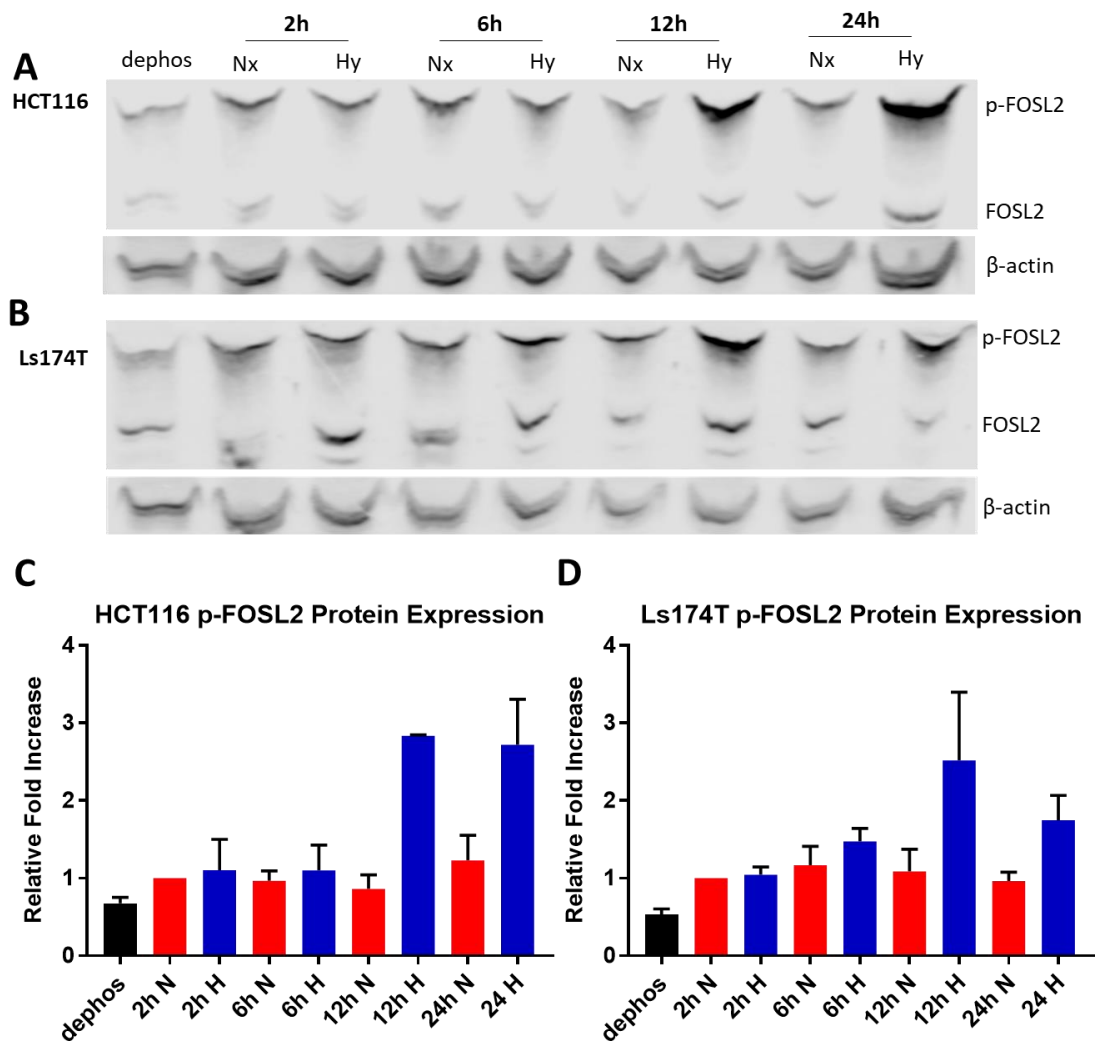 2h 6h 12h 24h
A dephos Nx Hy Nx Hy Nx Hy Nx Hy
HCT116 p-FOSL2
FOSL2
β-actin
B
Ls174T p-FOSL2
FOSL2
β-actin
C D
HCT116 p-FOSL2 Protein Expression
Relative Fold Increase
4
3
2
1
0
dephos 2h N 2h H 6h N 6h H 12h N 12h H 24h N 24 H
Ls174T p-FOSL2 Protein Expression
Relative Fold Increase
4
3
2
1
0
dephos 2h N 2h H 6h N 6h H 12h N 12h H 24h N 24 H